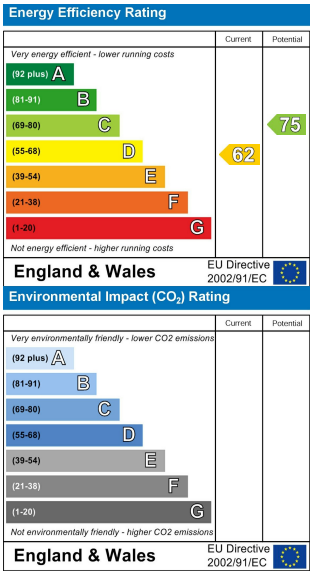 Energy Efficiency Rating
Current Potential
Very energy efficient - lower running costs
(92 plus) A
(81-91) B
(69-80) C
75
(55-68) D
62
(39-54) E
(21-38) F
(1-20) G
Not energy efficient - higher running costs
England & Wales
EU Directive
2002/91/EC
Environmental Impact (CO₂) Rating
Current Potential
Very environmentally friendly - lower CO2 emissions
(92 plus) A
(81-91) B
(69-80) C
(55-68) D
(39-54) E
(21-38) F
(1-20) G
Not environmentally friendly - higher CO2 emissions
England & Wales
EU Directive
2002/91/EC